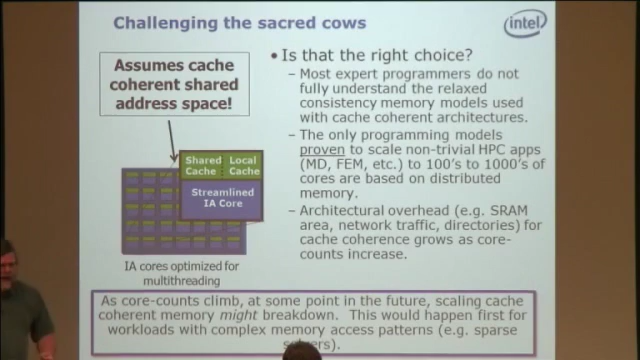 Challenging the sacred cows
intel
Assumes cache
coherent shared
address space!
Shared
Cache
Local
Cache
Streamlined
IA Core
IA cores optimized for
multithreading
• Is that the right choice?
– Most expert programmers do not
fully understand the relaxed
consistency memory models used
with cache coherent architectures.
– The only programming models
proven to scale non-trivial HPC apps
(MD, FEM, etc.) to 100's to 1000's of
cores are based on distributed
memory.
– Architectural overhead (e.g. SRAM
area, network traffic, directories) for
cache coherence grows as core-
counts increase.
As core-counts climb, at some point in the future, scaling cache
coherent memory might breakdown. This would happen first for
workloads with complex memory access patterns (e.g. sparse